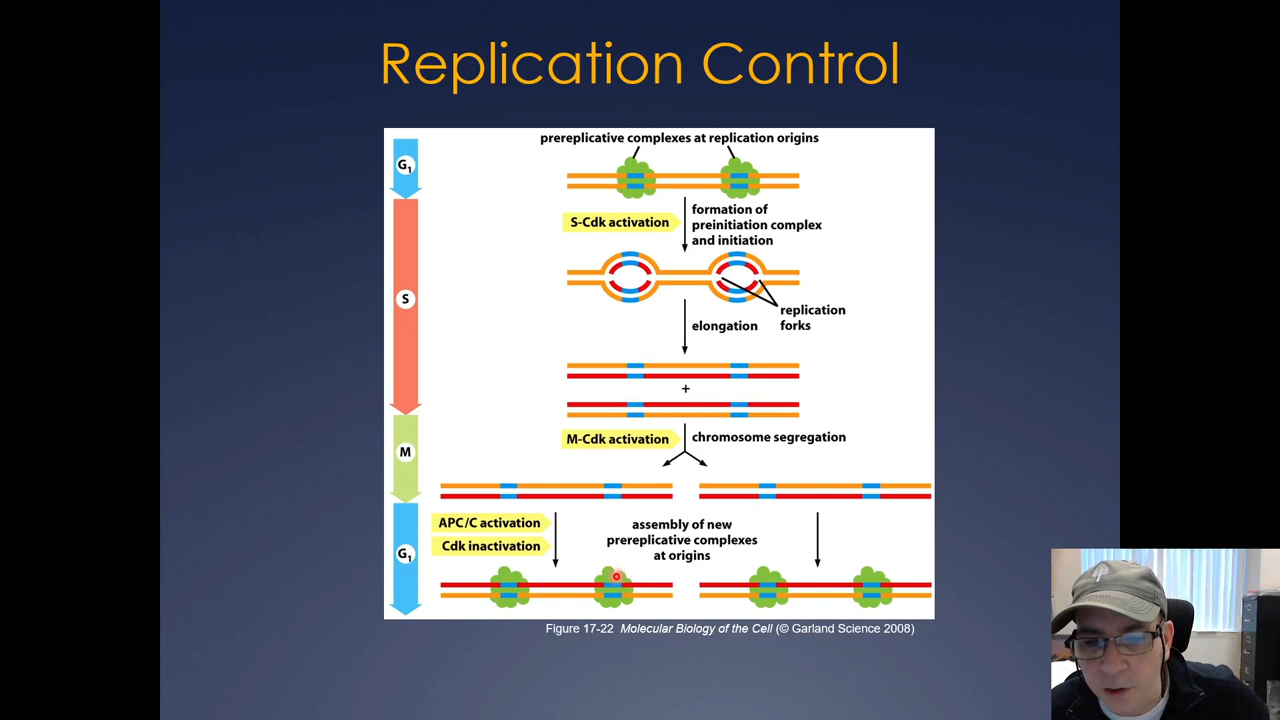 Replication Control
prereplicative complexes at replication origins
G1
S-Cdk activation
formation of
preinitiation complex
and initiation
S
replication
forks
elongation
+
M-Cdk activation
chromosome segregation
M
APC/C activation
Cdk inactivation
assembly of new
prereplicative complexes
at origins
G1
Figure 17-22 Molecular Biology of the Cell (© Garland Science 2008)